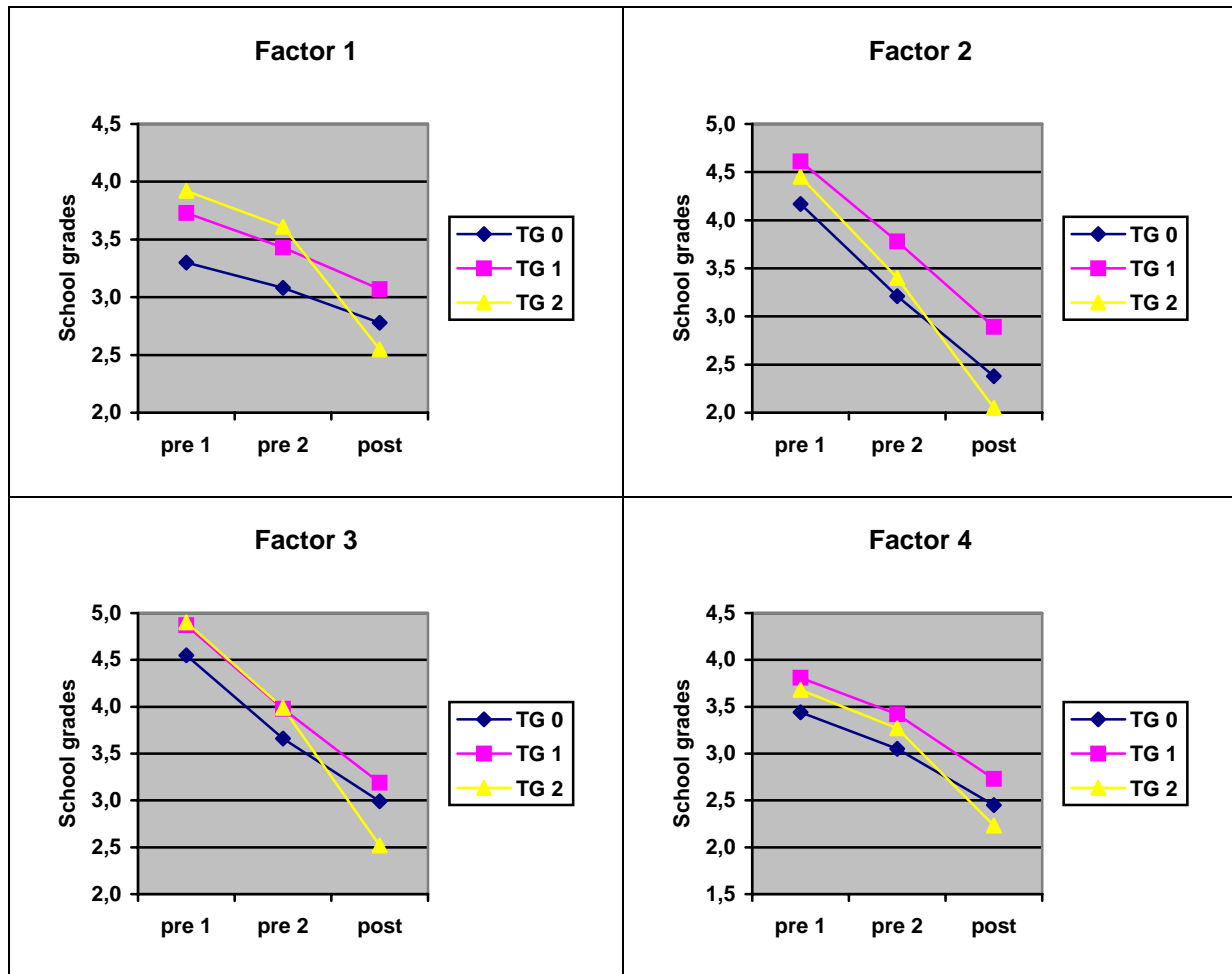 Factor 1
4,5
4,0
3,5
3,0
2,5
2,0
School grades
pre 1 pre 2 post
TG 0
TG 1
TG 2
Factor 2
5,0
4,5
4,0
3,5
3,0
2,5
2,0
School grades
pre 1 pre 2 post
TG 0
TG 1
TG 2
Factor 3
5,0
4,5
4,0
3,5
3,0
2,5
2,0
School grades
pre 1 pre 2 post
TG 0
TG 1
TG 2
Factor 4
4,5
4,0
3,5
3,0
2,5
2,0
1,5
School grades
pre 1 pre 2 post
TG 0
TG 1
TG 2